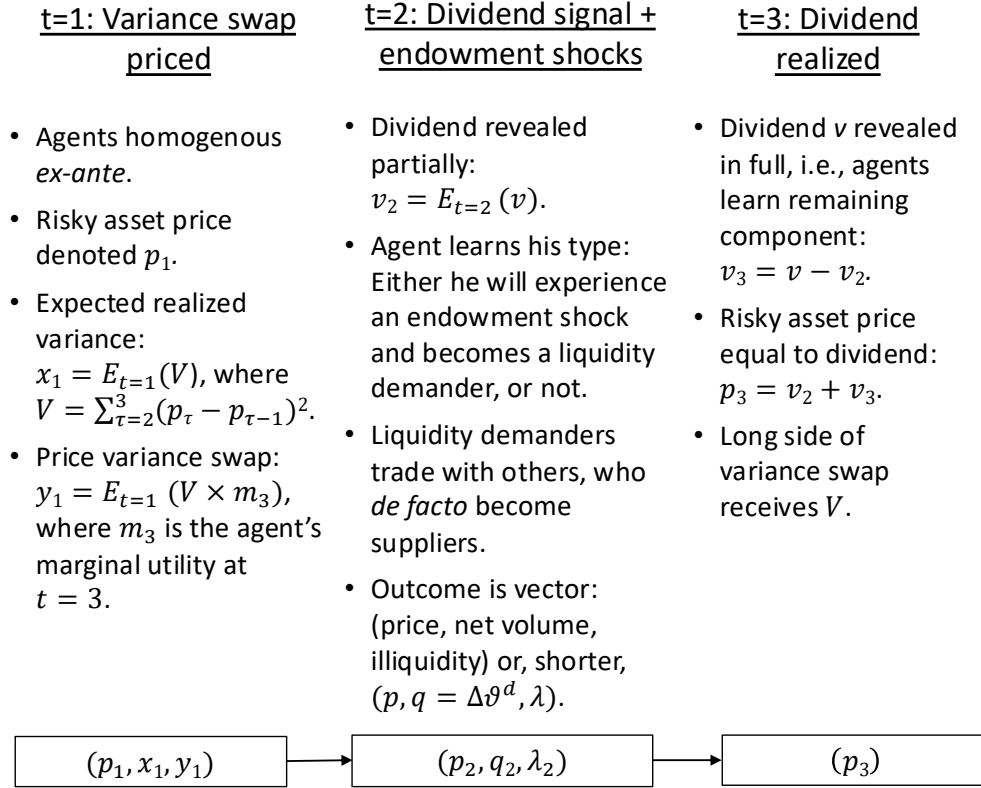 t=1: Variance swap
priced
• Agents homogenous
ex-ante.
• Risky asset price
denoted p₁.
• Expected realized
variance:
x₁ = E_{t=1}(V), where
V = ∑_{τ=2}^{3}(p_τ − p_{τ−1})².
• Price variance swap:
y₁ = E_{t=1} (V × m₃),
where m₃ is the agent's
marginal utility at
t = 3.
(p₁, x₁, y₁)
t=2: Dividend signal +
endowment shocks
• Dividend revealed
partially:
v₂ = E_{t=2} (v).
• Agent learns his type:
Either he will experience
an endowment shock
and becomes a liquidity
demander, or not.
• Liquidity demanders
trade with others, who
de facto become
suppliers.
• Outcome is vector:
(price, net volume,
illiquidity) or, shorter,
(p, q = Δϑᵈ, λ).
(p₂, q₂, λ₂)
t=3: Dividend
realized
• Dividend v revealed
in full, i.e., agents
learn remaining
component:
v₃ = v − v₂.
• Risky asset price
equal to dividend:
p₃ = v₂ + v₃.
• Long side of
variance swap
receives V.
(p₃)